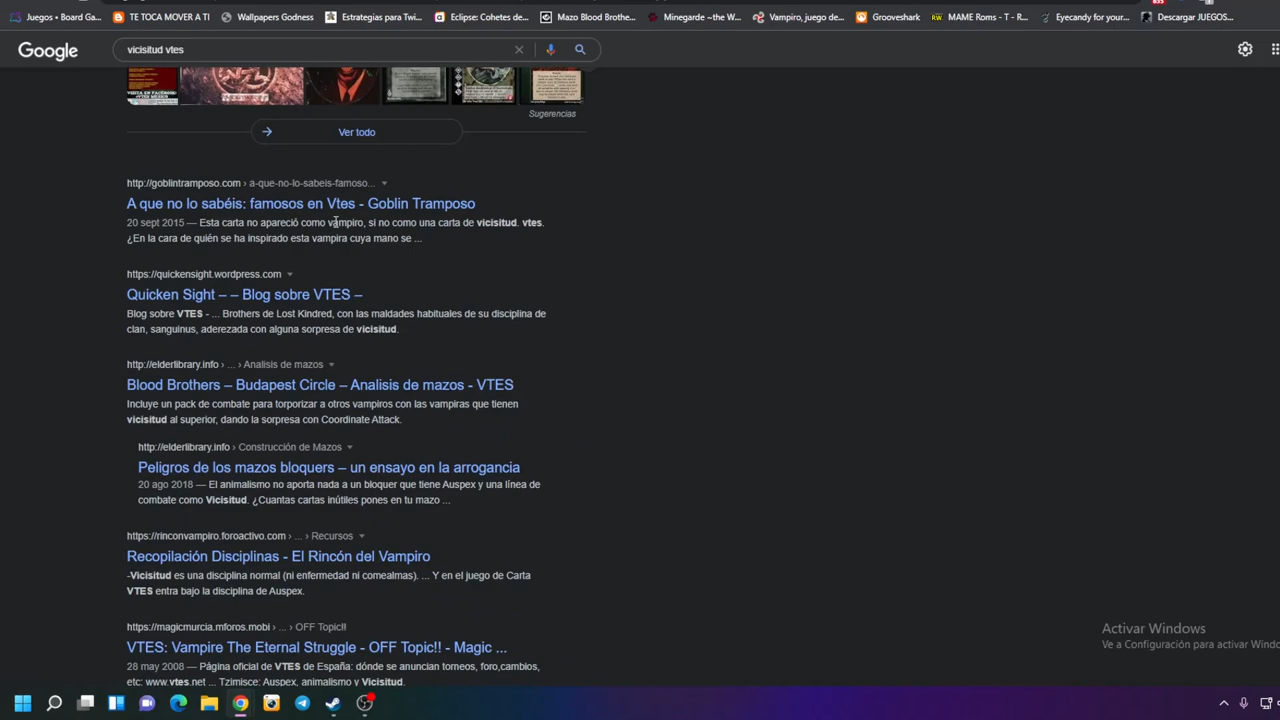 Juegos • Board Ga...
TE TOCA MOVER A TI
Wallpapers Godness
Estrategias para Twi...
Eclipse: Cohetes de...
Mazo Blood Brothe...
Minegarde ~the W...
Vampiro, juego de...
Grooveshark
MAME Roms - T - R...
Eyecandy for your...
Descargar JUEGOS...
Google
vicisitud vtes
Sugerencias
Ver todo
http://goblintramposo.com › a-que-no-lo-sabeis-famoso...
A que no lo sabéis: famosos en Vtes - Goblin Tramposo
20 sept 2015 — Esta carta no apareció como vampiro, si no como una carta de vicisitud. vtes.
¿En la cara de quién se ha inspirado esta vampira cuya mano se ...
https://quickensight.wordpress.com
Quicken Sight – – Blog sobre VTES –
Blog sobre VTES - ... Brothers de Lost Kindred, con las maldades habituales de su disciplina de
clan, sanguinus, aderezada con alguna sorpresa de vicisitud.
http://elderlibrary.info › ... › Analisis de mazos
Blood Brothers – Budapest Circle – Analisis de mazos - VTES
Incluye un pack de combate para torporizar a otros vampiros con las vampiras que tienen
vicisitud al superior, dando la sorpresa con Coordinate Attack.
http://elderlibrary.info › Construcción de Mazos
Peligros de los mazos bloquers – un ensayo en la arrogancia
20 ago 2018 — El animalismo no aporta nada a un bloquer que tiene Auspex y una línea de
combate como Vicisitud. ¿Cuantas cartas inútiles pones en tu mazo ...
https://rinconvampiro.foroactivo.com › ... › Recursos
Recopilación Disciplinas - El Rincón del Vampiro
-Vicisitud es una disciplina normal (ni enfermedad ni comealmas). ... Y en el juego de Carta
VTES entra bajo la disciplina de Auspex.
https://magicmurcia.mforos.mobi › ... › OFF Topic!!
VTES: Vampire The Eternal Struggle - OFF Topic!! - Magic ...
28 may 2008 — Página oficial de VTES de España: dónde se anuncian torneos, foro,cambios,
etc: www.vtes.net ... Tzimisce: Auspex, animalismo y Vicisitud.
Activar Windows
Ve a Configuración para activar Windo